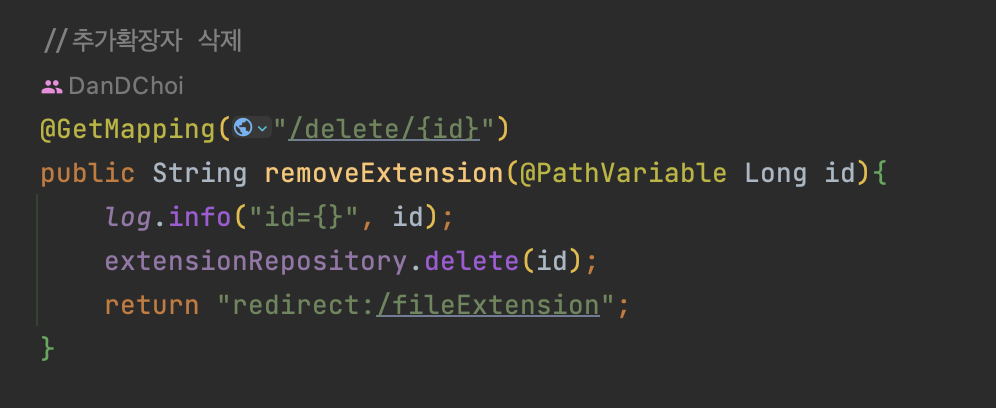 //추가확장자 삭제
DanDChoi
@GetMapping("/delete/{id}")
public String removeExtension(@PathVariable Long id){
    log.info("id={}", id);
    extensionRepository.delete(id);
    return "redirect:/fileExtension";
}